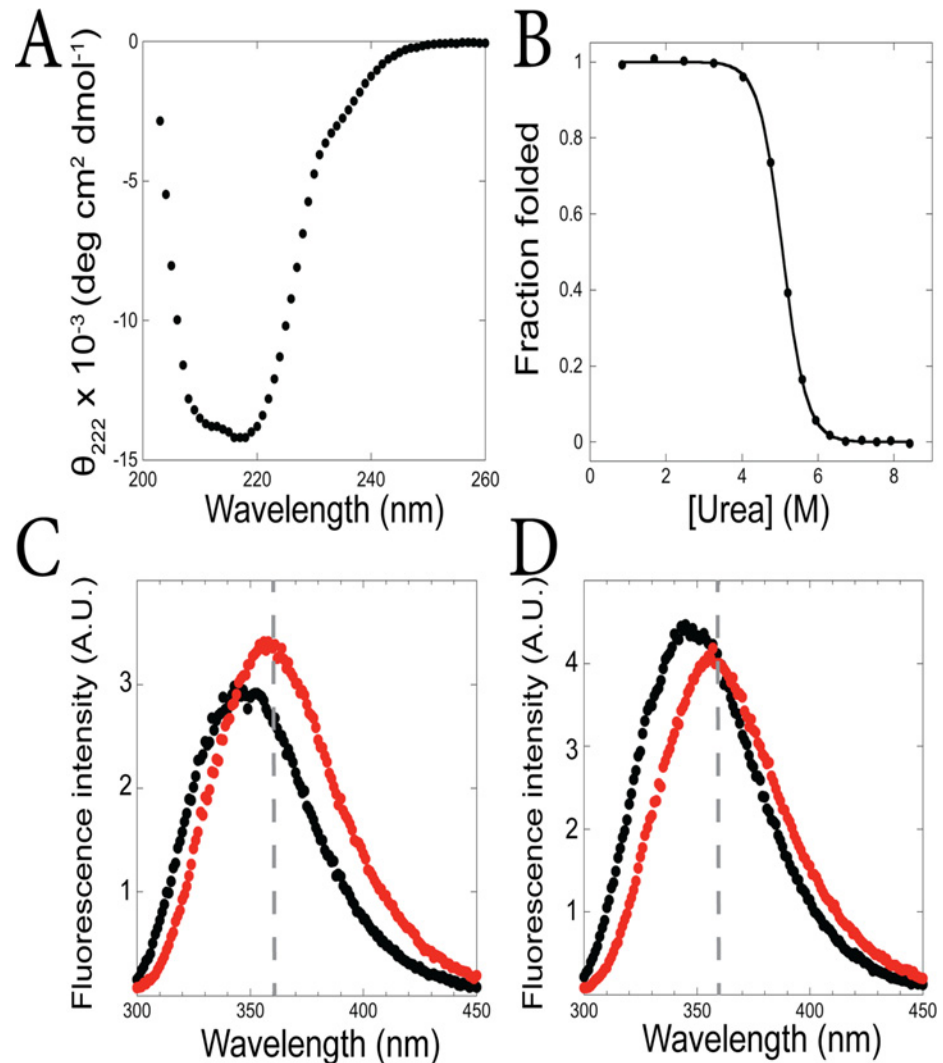 A
θ222 x 10-3 (deg cm2 dmol-1)
0
-5
-10
-15
200
220
240
260
Wavelength (nm)
B
Fraction folded
1
0.8
0.6
0.4
0.2
0
0
2
4
6
8
[Urea] (M)
C
Fluorescence intensity (A.U.)
3
2
1
300
350
400
450
Wavelength (nm)
D
Fluorescence intensity (A.U.)
4
3
2
1
300
350
400
450
Wavelength (nm)